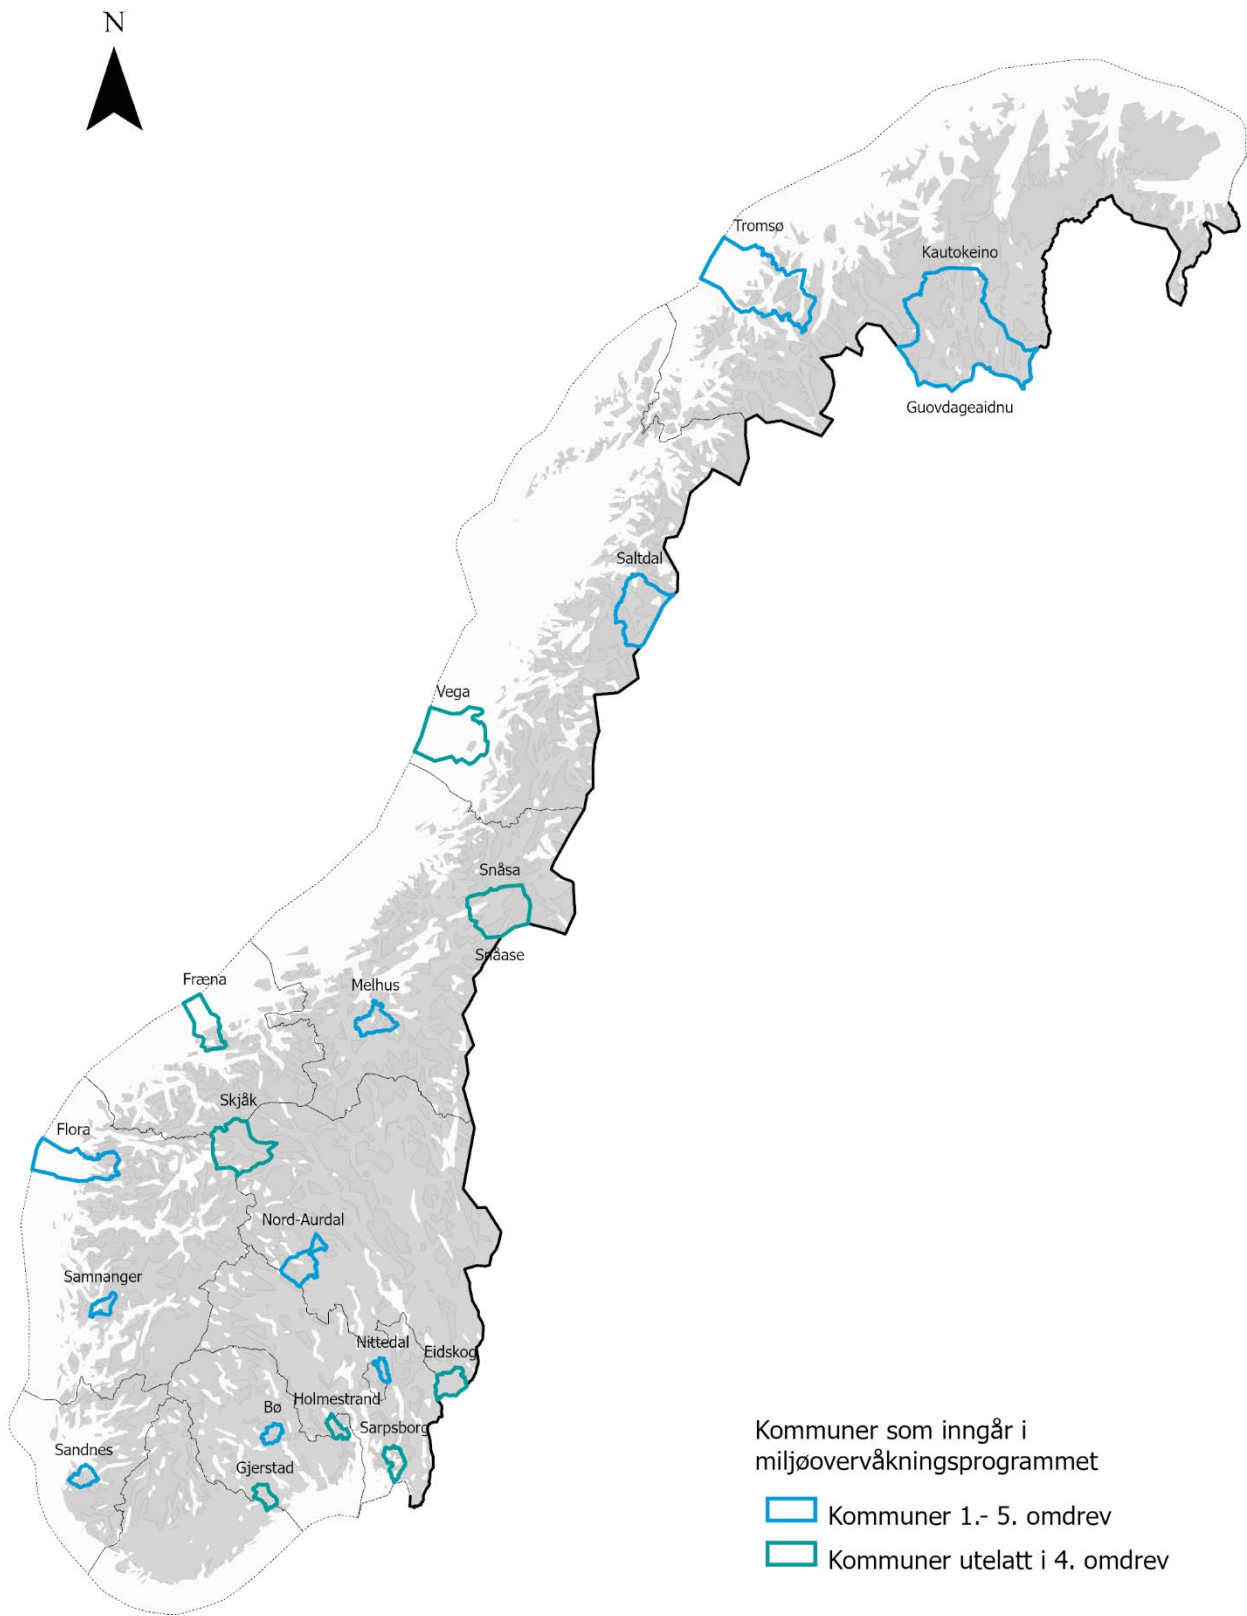 N
Tromsø
Kautokeino
Guovdageaidnu
Saltdal
Vega
Snåsa
Snåase
Fræna
Melhus
Skjåk
Flora
Nord-Aurdal
Samnanger
Nittedal
Eidskog
Bø
Holmestrand
Sarpsborg
Sandnes
Gjerstad
Kommuner som inngår i
miljøovervåkningsprogrammet
Kommuner 1.- 5. omdrev
Kommuner utelatt i 4. omdrev